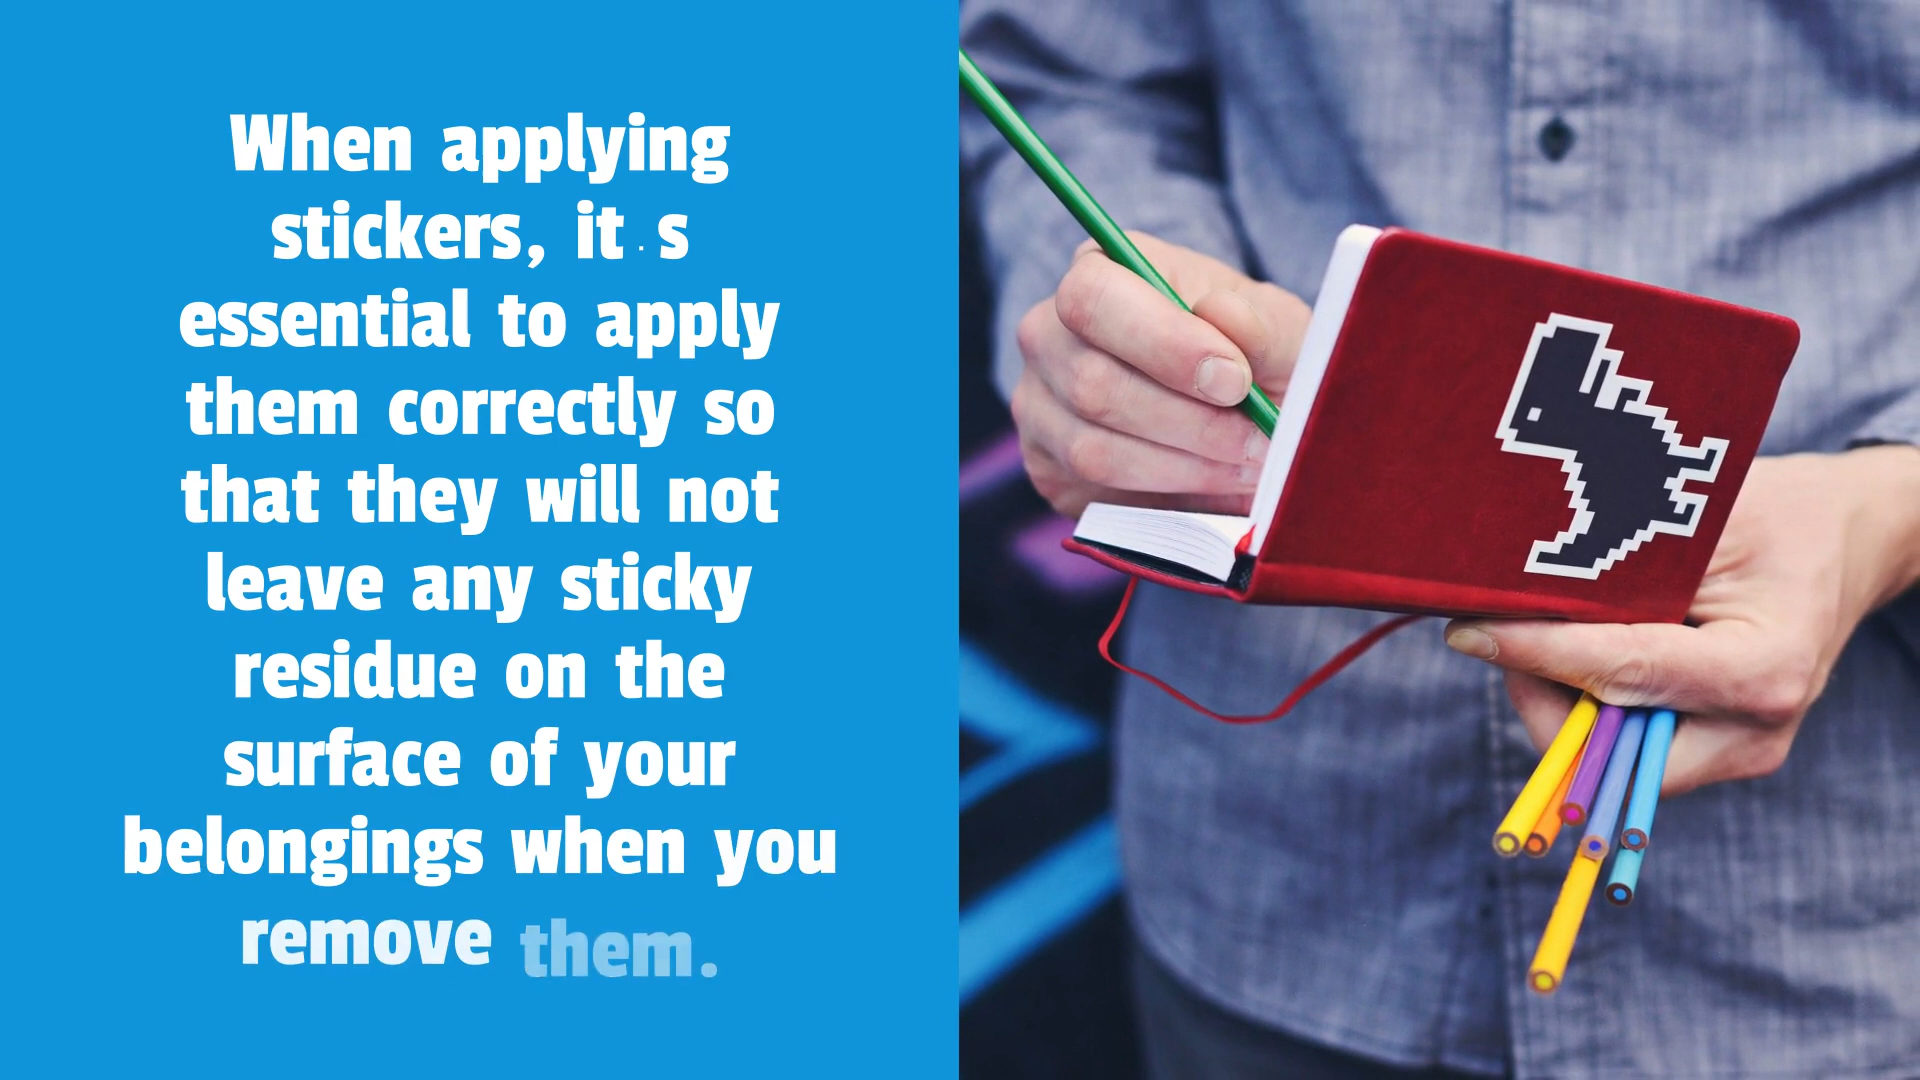 When applying
stickers, it . s
essential to apply
them correctly so
that they will not
leave any sticky
residue on the
surface of your
belongings when you
remove them.